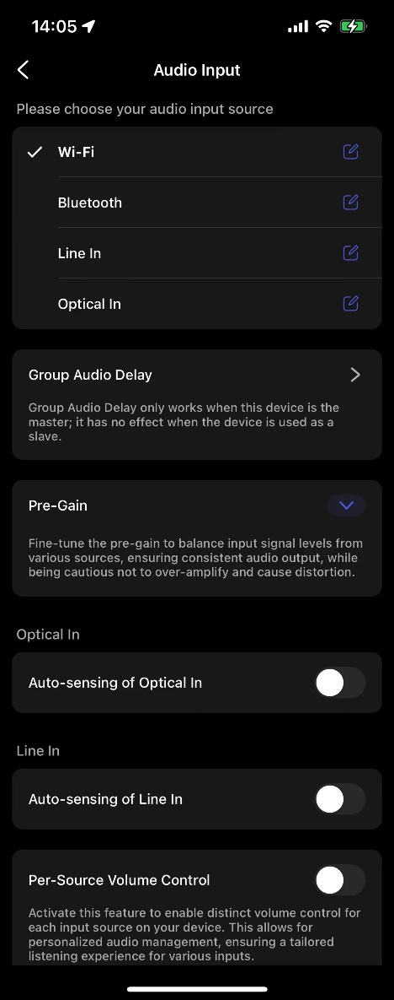 14:05
Audio Input
Please choose your audio input source
Wi-Fi
Bluetooth
Line In
Optical In
Group Audio Delay
Group Audio Delay only works when this device is the
master; it has no effect when the device is used as a
slave.
Pre-Gain
Fine-tune the pre-gain to balance input signal levels from
various sources, ensuring consistent audio output, while
being cautious not to over-amplify and cause distortion.
Optical In
Auto-sensing of Optical In
Line In
Auto-sensing of Line In
Per-Source Volume Control
Activate this feature to enable distinct volume control for
each input source on your device. This allows for
personalized audio management, ensuring a tailored
listening experience for various inputs.